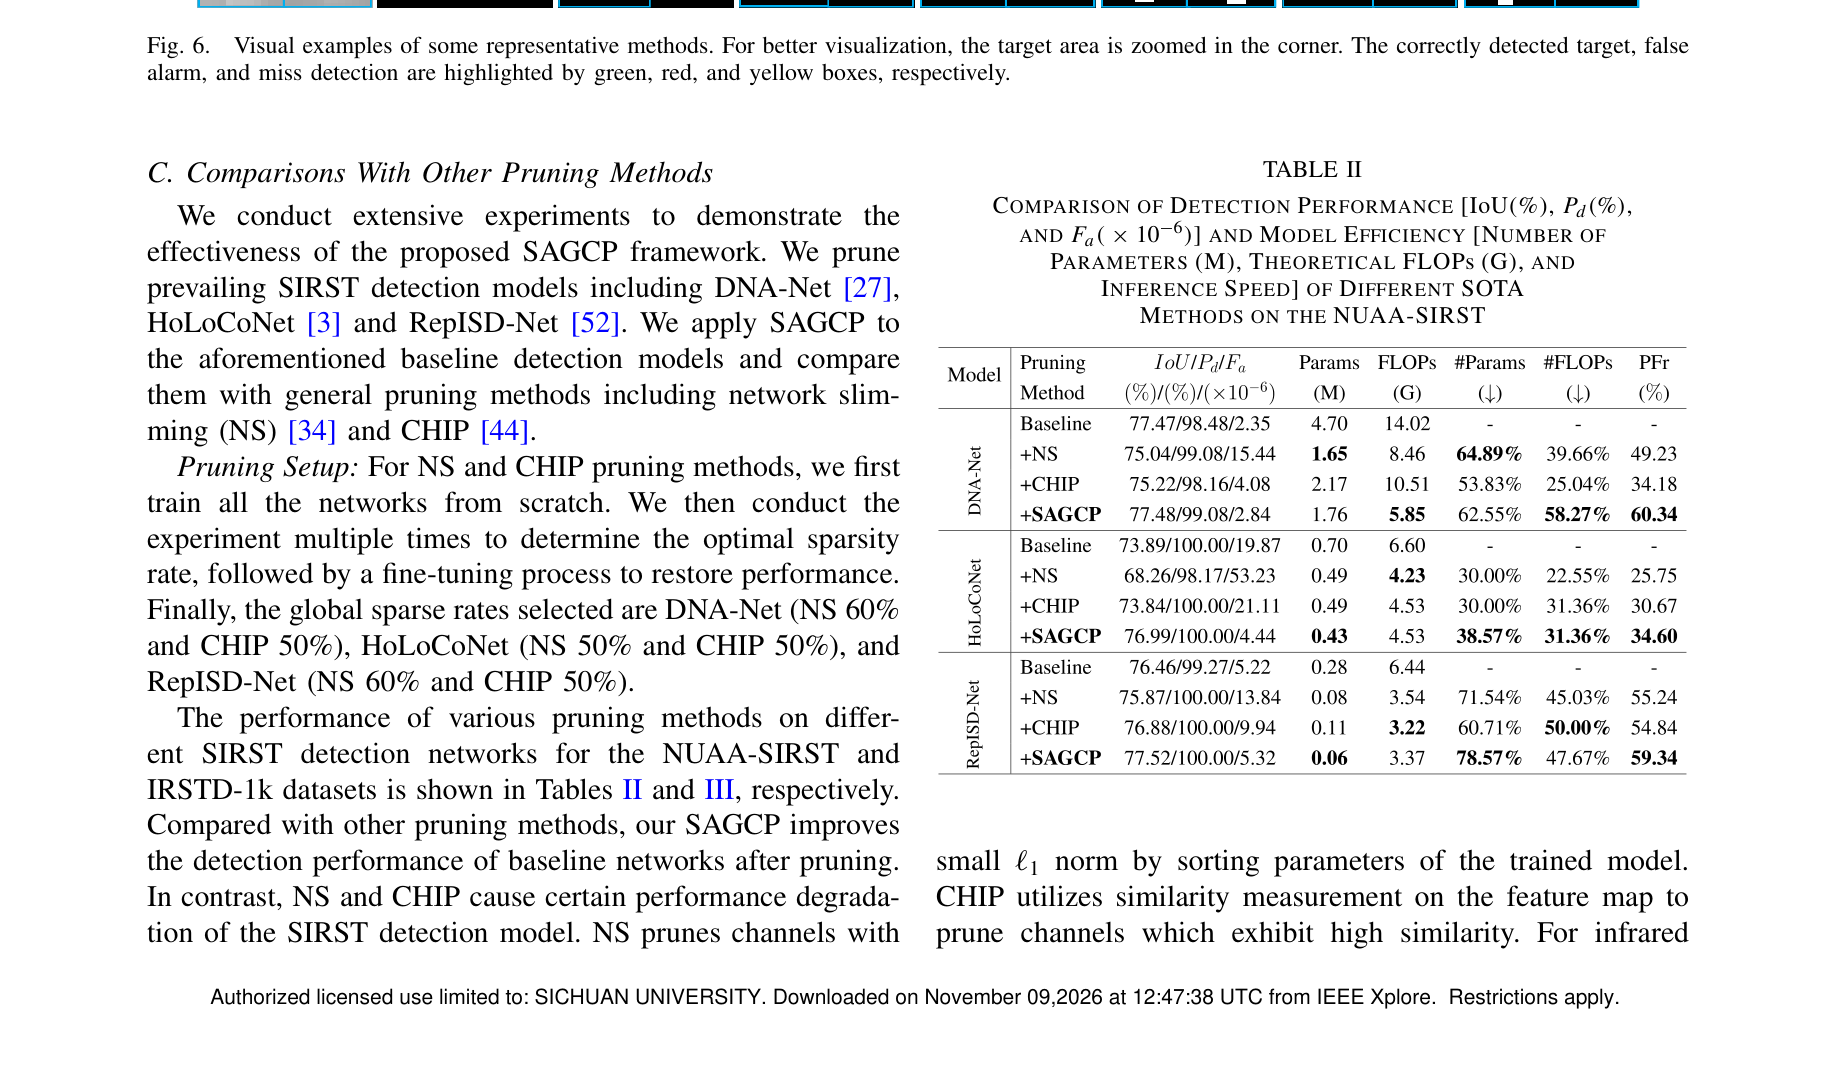 Fig. 6. Visual examples of some representative methods. For better visualization, the target area is zoomed in the corner. The correctly detected target, false
alarm, and miss detection are highlighted by green, red, and yellow boxes, respectively.
C. Comparisons With Other Pruning Methods
We conduct extensive experiments to demonstrate the
effectiveness of the proposed SAGCP framework. We prune
prevailing SIRST detection models including DNA-Net [27],
HoLoCoNet [3] and RepISD-Net [52]. We apply SAGCP to
the aforementioned baseline detection models and compare
them with general pruning methods including network slim-
ming (NS) [34] and CHIP [44].
Pruning Setup: For NS and CHIP pruning methods, we first
train all the networks from scratch. We then conduct the
experiment multiple times to determine the optimal sparsity
rate, followed by a fine-tuning process to restore performance.
Finally, the global sparse rates selected are DNA-Net (NS 60%
and CHIP 50%), HoLoCoNet (NS 50% and CHIP 50%), and
RepISD-Net (NS 60% and CHIP 50%).
The performance of various pruning methods on differ-
ent SIRST detection networks for the NUAA-SIRST and
IRSTD-1k datasets is shown in Tables II and III, respectively.
Compared with other pruning methods, our SAGCP improves
the detection performance of baseline networks after pruning.
In contrast, NS and CHIP cause certain performance degrada-
tion of the SIRST detection model. NS prunes channels with
TABLE II
COMPARISON OF DETECTION PERFORMANCE [IoU(%), P_d(%),
AND F_a( × 10⁻⁶)] AND MODEL EFFICIENCY [NUMBER OF
PARAMETERS (M), THEORETICAL FLOPs (G), AND
INFERENCE SPEED] OF DIFFERENT SOTA
METHODS ON THE NUAA-SIRST
Model Pruning Method IoU/P_d/F_a (%)/(%)/(×10⁻⁶) Params (M) FLOPs (G) #Params (↓) #FLOPs (↓) PFr (%)
DNA-Net
Baseline 77.47/98.48/2.35 4.70 14.02 - - -
+NS 75.04/99.08/15.44 1.65 8.46 64.89% 39.66% 49.23
+CHIP 75.22/98.16/4.08 2.17 10.51 53.83% 25.04% 34.18
+SAGCP 77.48/99.08/2.84 1.76 5.85 62.55% 58.27% 60.34
HoLoCoNet
Baseline 73.89/100.00/19.87 0.70 6.60 - - -
+NS 68.26/98.17/53.23 0.49 4.23 30.00% 22.55% 25.75
+CHIP 73.84/100.00/21.11 0.49 4.53 30.00% 31.36% 30.67
+SAGCP 76.99/100.00/4.44 0.43 4.53 38.57% 31.36% 34.60
RepISD-Net
Baseline 76.46/99.27/5.22 0.28 6.44 - - -
+NS 75.87/100.00/13.84 0.08 3.54 71.54% 45.03% 55.24
+CHIP 76.88/100.00/9.94 0.11 3.22 60.71% 50.00% 54.84
+SAGCP 77.52/100.00/5.32 0.06 3.37 78.57% 47.67% 59.34
small ℓ₁ norm by sorting parameters of the trained model.
CHIP utilizes similarity measurement on the feature map to
prune channels which exhibit high similarity. For infrared
Authorized licensed use limited to: SICHUAN UNIVERSITY. Downloaded on November 09,2026 at 12:47:38 UTC from IEEE Xplore. Restrictions apply.